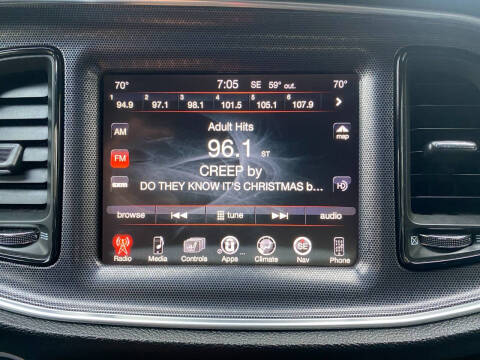 70° 7:05 SE 59° out. 70°
1 94.9 2 97.1 3 98.1 4 101.5 5 105.1 6 107.9
AM
Adult Hits
map
96.1 ST
FM
CREEP by
DO THEY KNOW IT'S CHRISTMAS b...
browse tune audio
Radio Media Controls Apps Climate SE Nav Phone